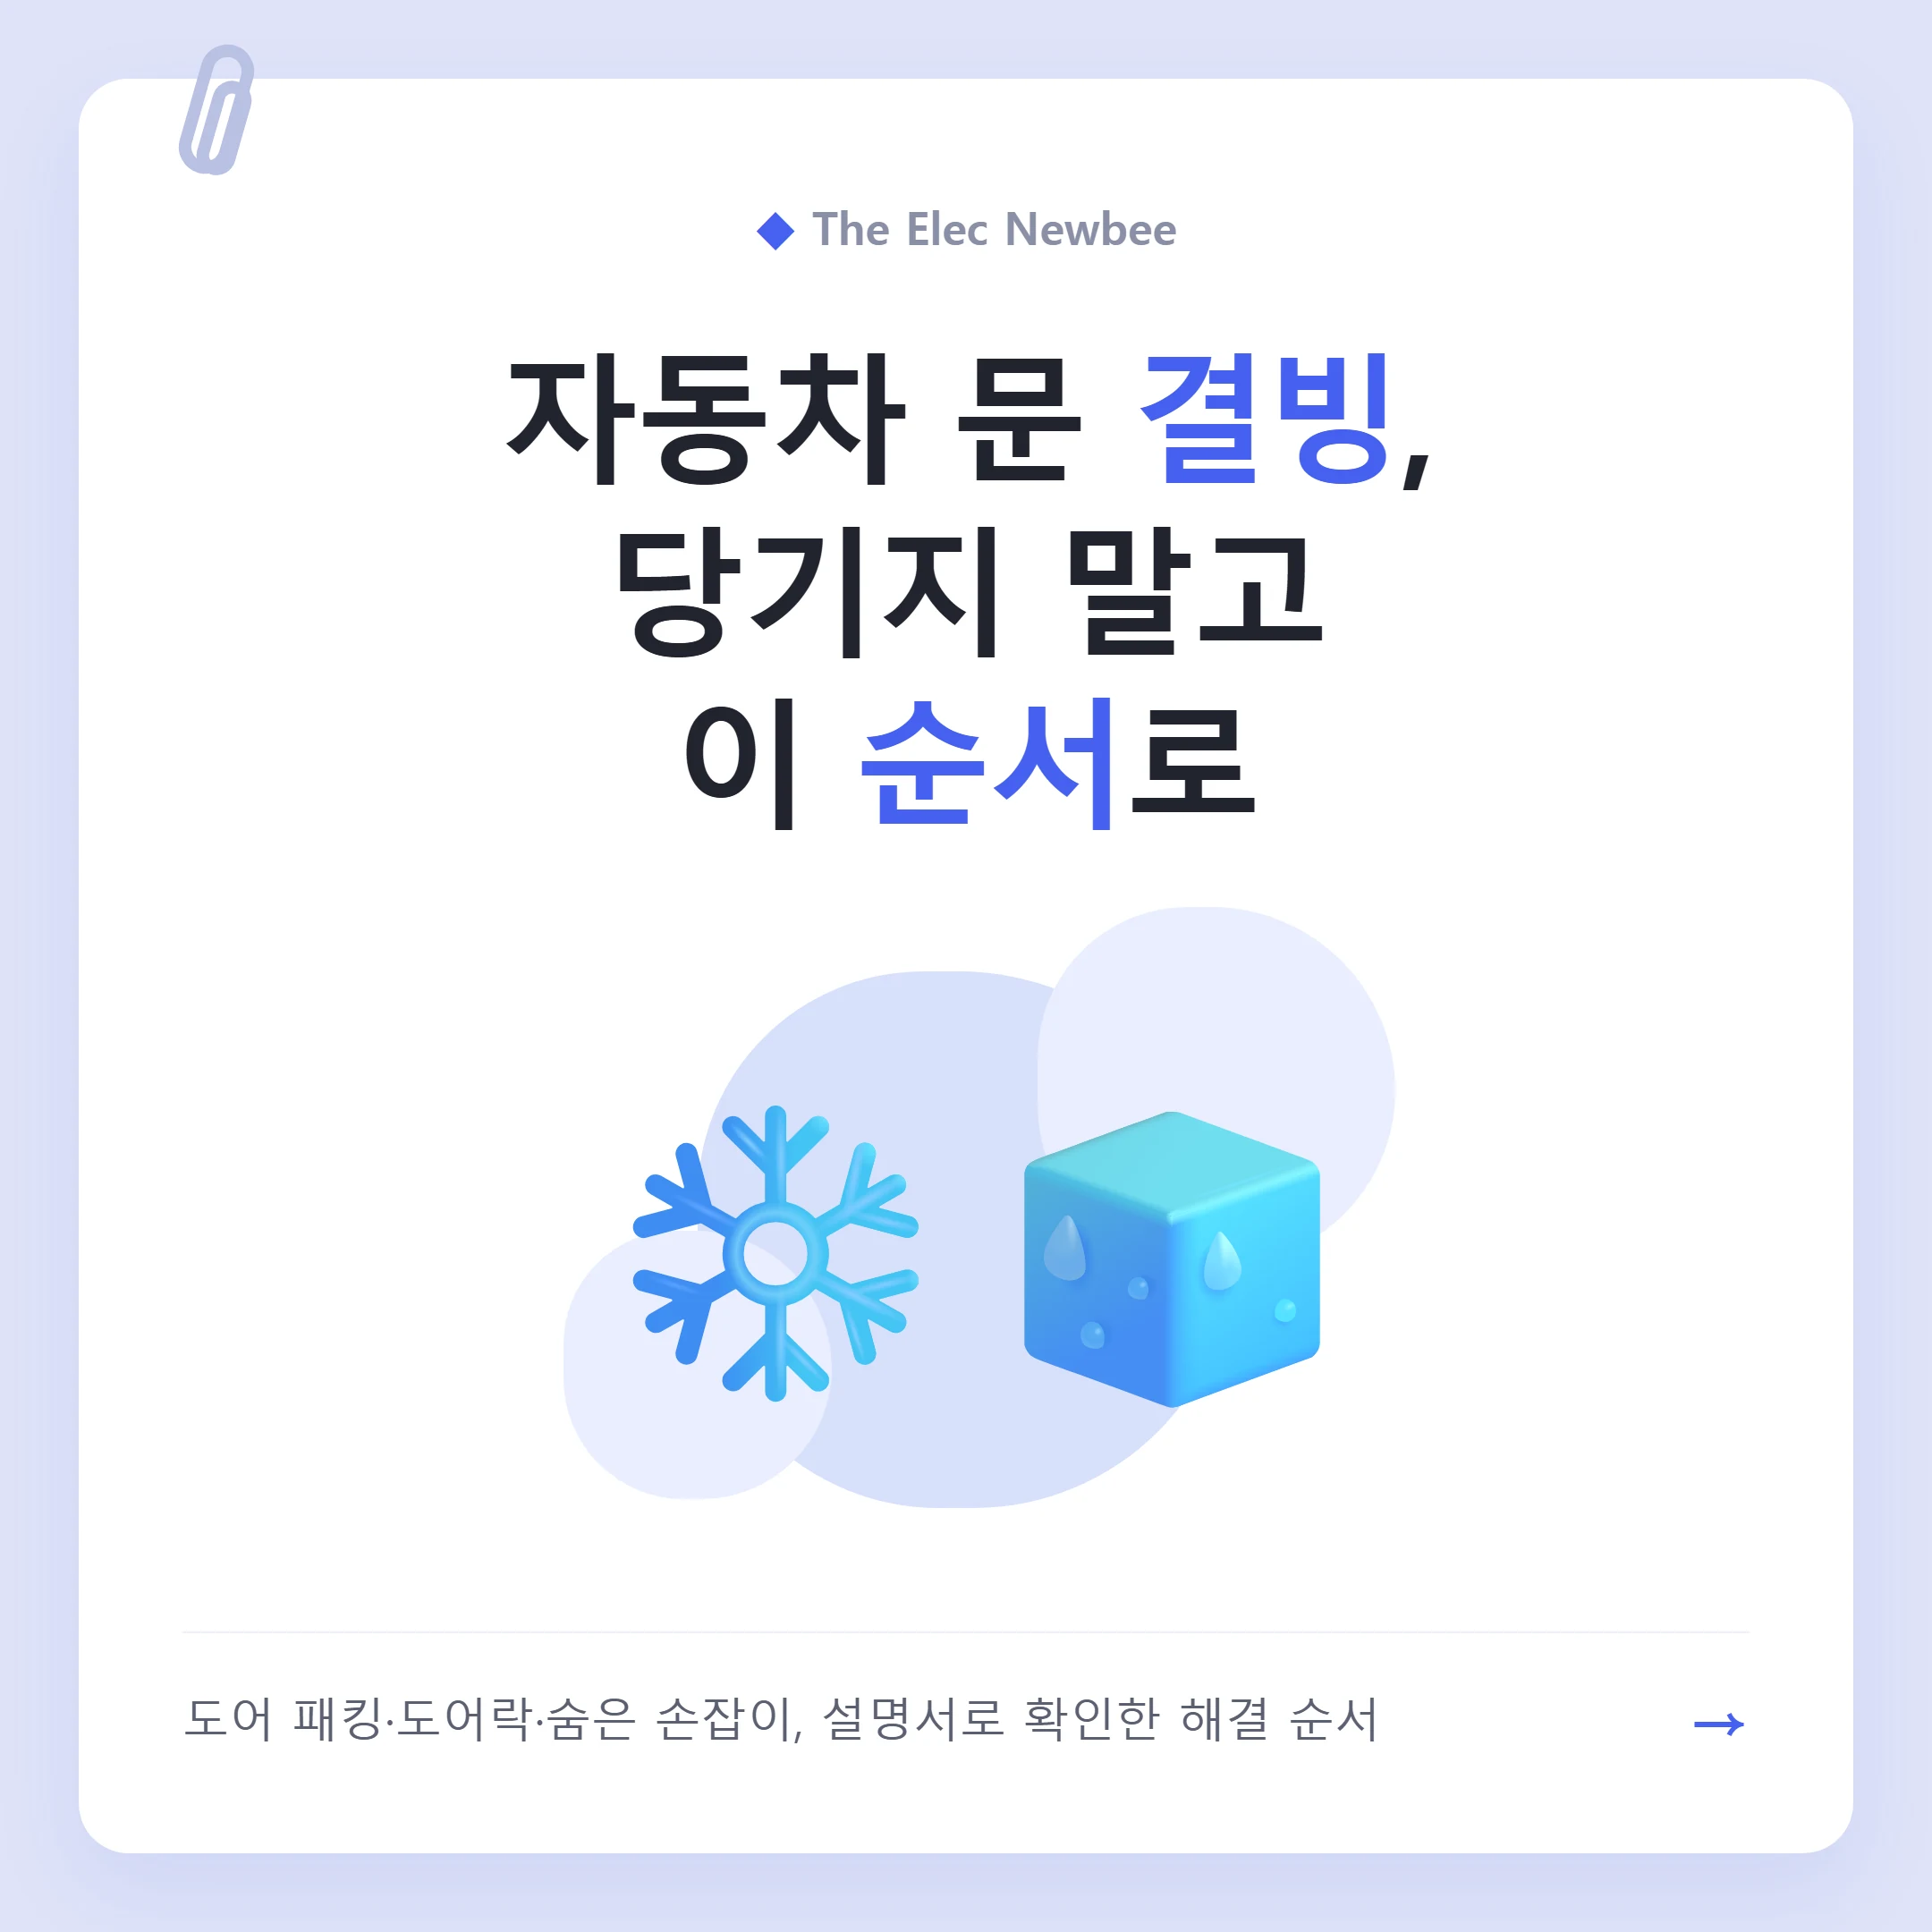 The Elec Newbee
자동차 문 결빙,
당기지 말고
이 순서로
도어 패킹·도어락·숨은 손잡이, 설명서로 확인한 해결 순서 →